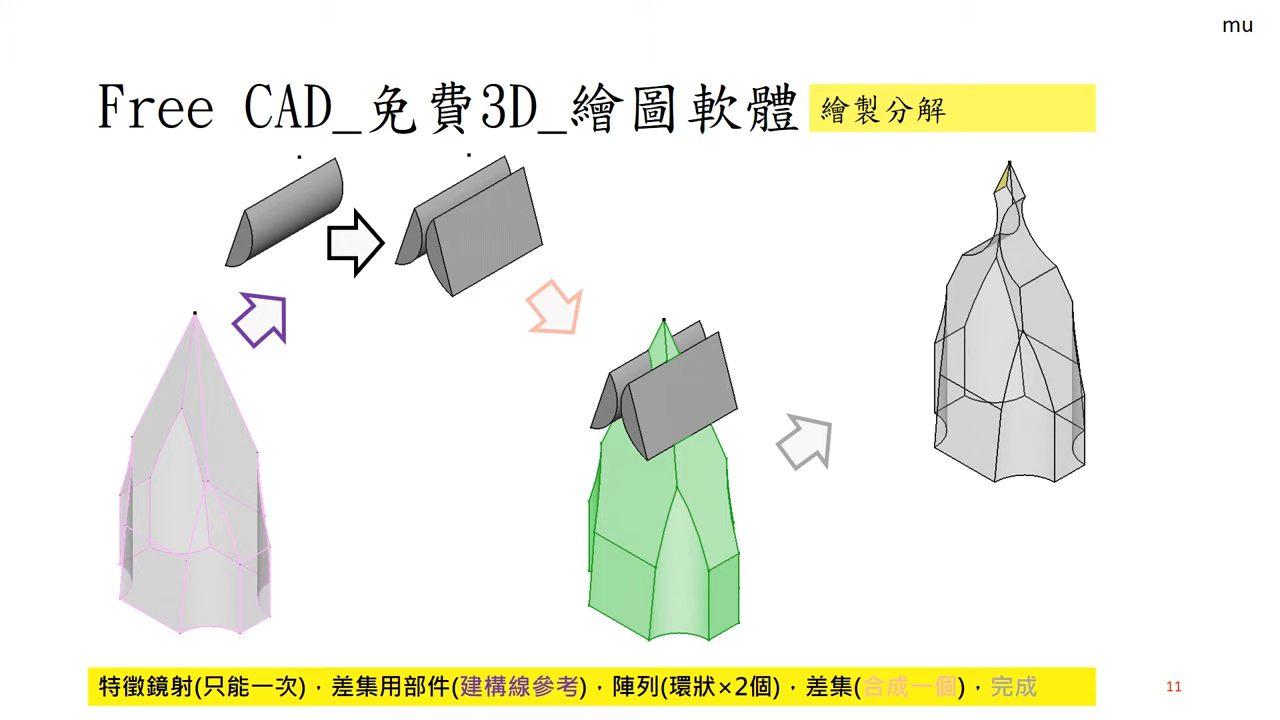 mu
Free CAD_免費3D_繪圖軟體
繪製分解
特徵鏡射(只能一次)，差集用部件(建構線參考)，陣列(環狀×2個)，差集(合成一個)，完成
11